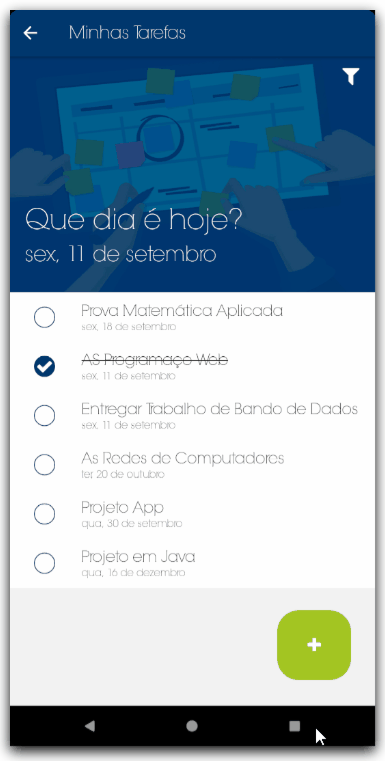 Minhas Tarefas
Que dia é hoje?
sex, 11 de setembro
Prova Matemática Aplicada
sex, 18 de setembro
AS Programaço Web
sex, 11 de setembro
Entregar Trabalho de Bando de Dados
sex, 11 de setembro
As Redes de Computadores
ter, 20 de outubro
Projeto App
qua, 30 de setembro
Projeto em Java
qua, 16 de dezembro